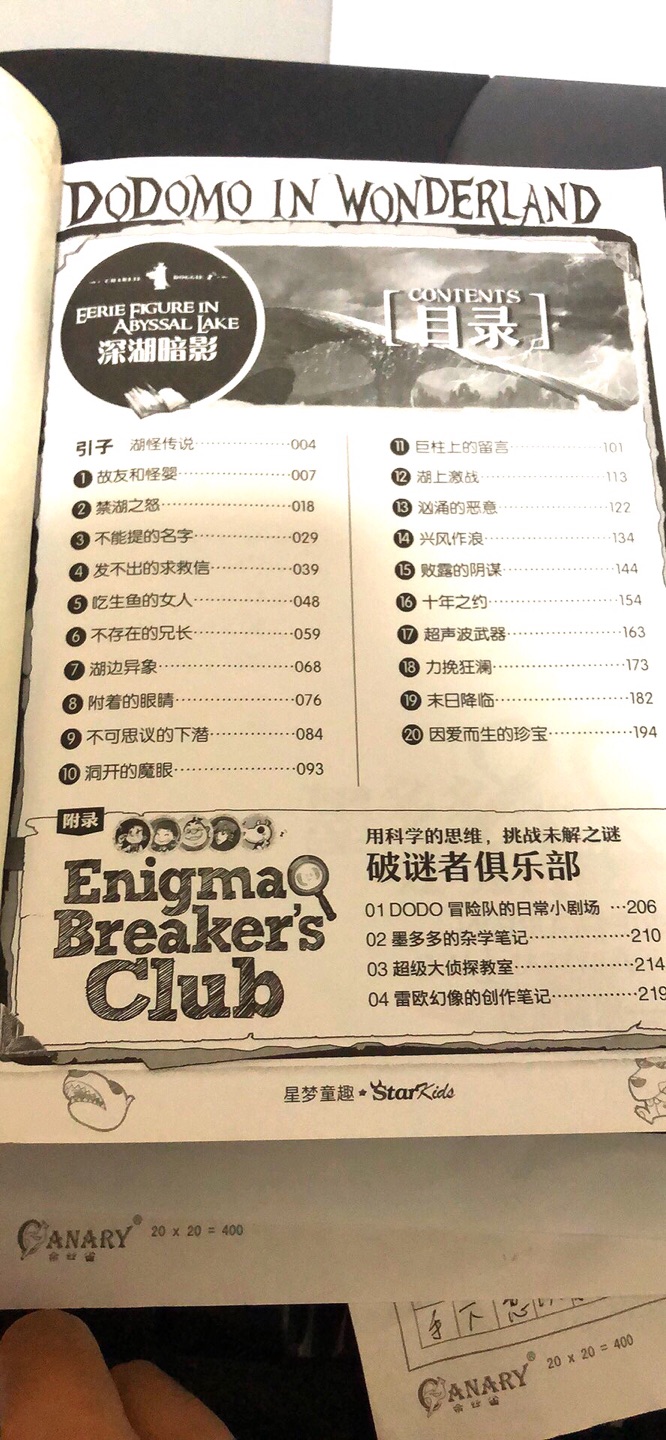 DODOMO IN WONDERLAND
CHARLIE DOGGIE
EERIE FIGURE IN
ABYSSAL LAKE
深湖暗影
CONTENTS
[目录]
引子 湖怪传说··················004
1 故友和怪婴··················007
2 禁湖之怒··················018
3 不能提的名字··················029
4 发不出的求救信··················039
5 吃生鱼的女人··················048
6 不存在的兄长··················059
7 湖边异象··················068
8 附着的眼睛··················076
9 不可思议的下潜··················084
10 洞开的魔眼··················093
11 巨柱上的留言··················101
12 湖上激战··················113
13 汹涌的恶意··················122
14 兴风作浪··················134
15 败露的阴谋··················144
16 十年之约··················154
17 超声波武器··················163
18 力挽狂澜··················173
19 末日降临··················182
20 因爱而生的珍宝··················194
附录
Enigma
Breaker's
Club
用科学的思维，挑战未解之谜
破谜者俱乐部
01 DODO 冒险队的日常小剧场 ···206
02 墨多多的杂学笔记···············210
03 超级大侦探教室···············214
04 雷欧幻像的创作笔记············219
星梦童趣★StarKids
CANARY® 20 x 20 = 400
金丝雀
手下
CANARY® 20 x 20 = 400
金丝雀